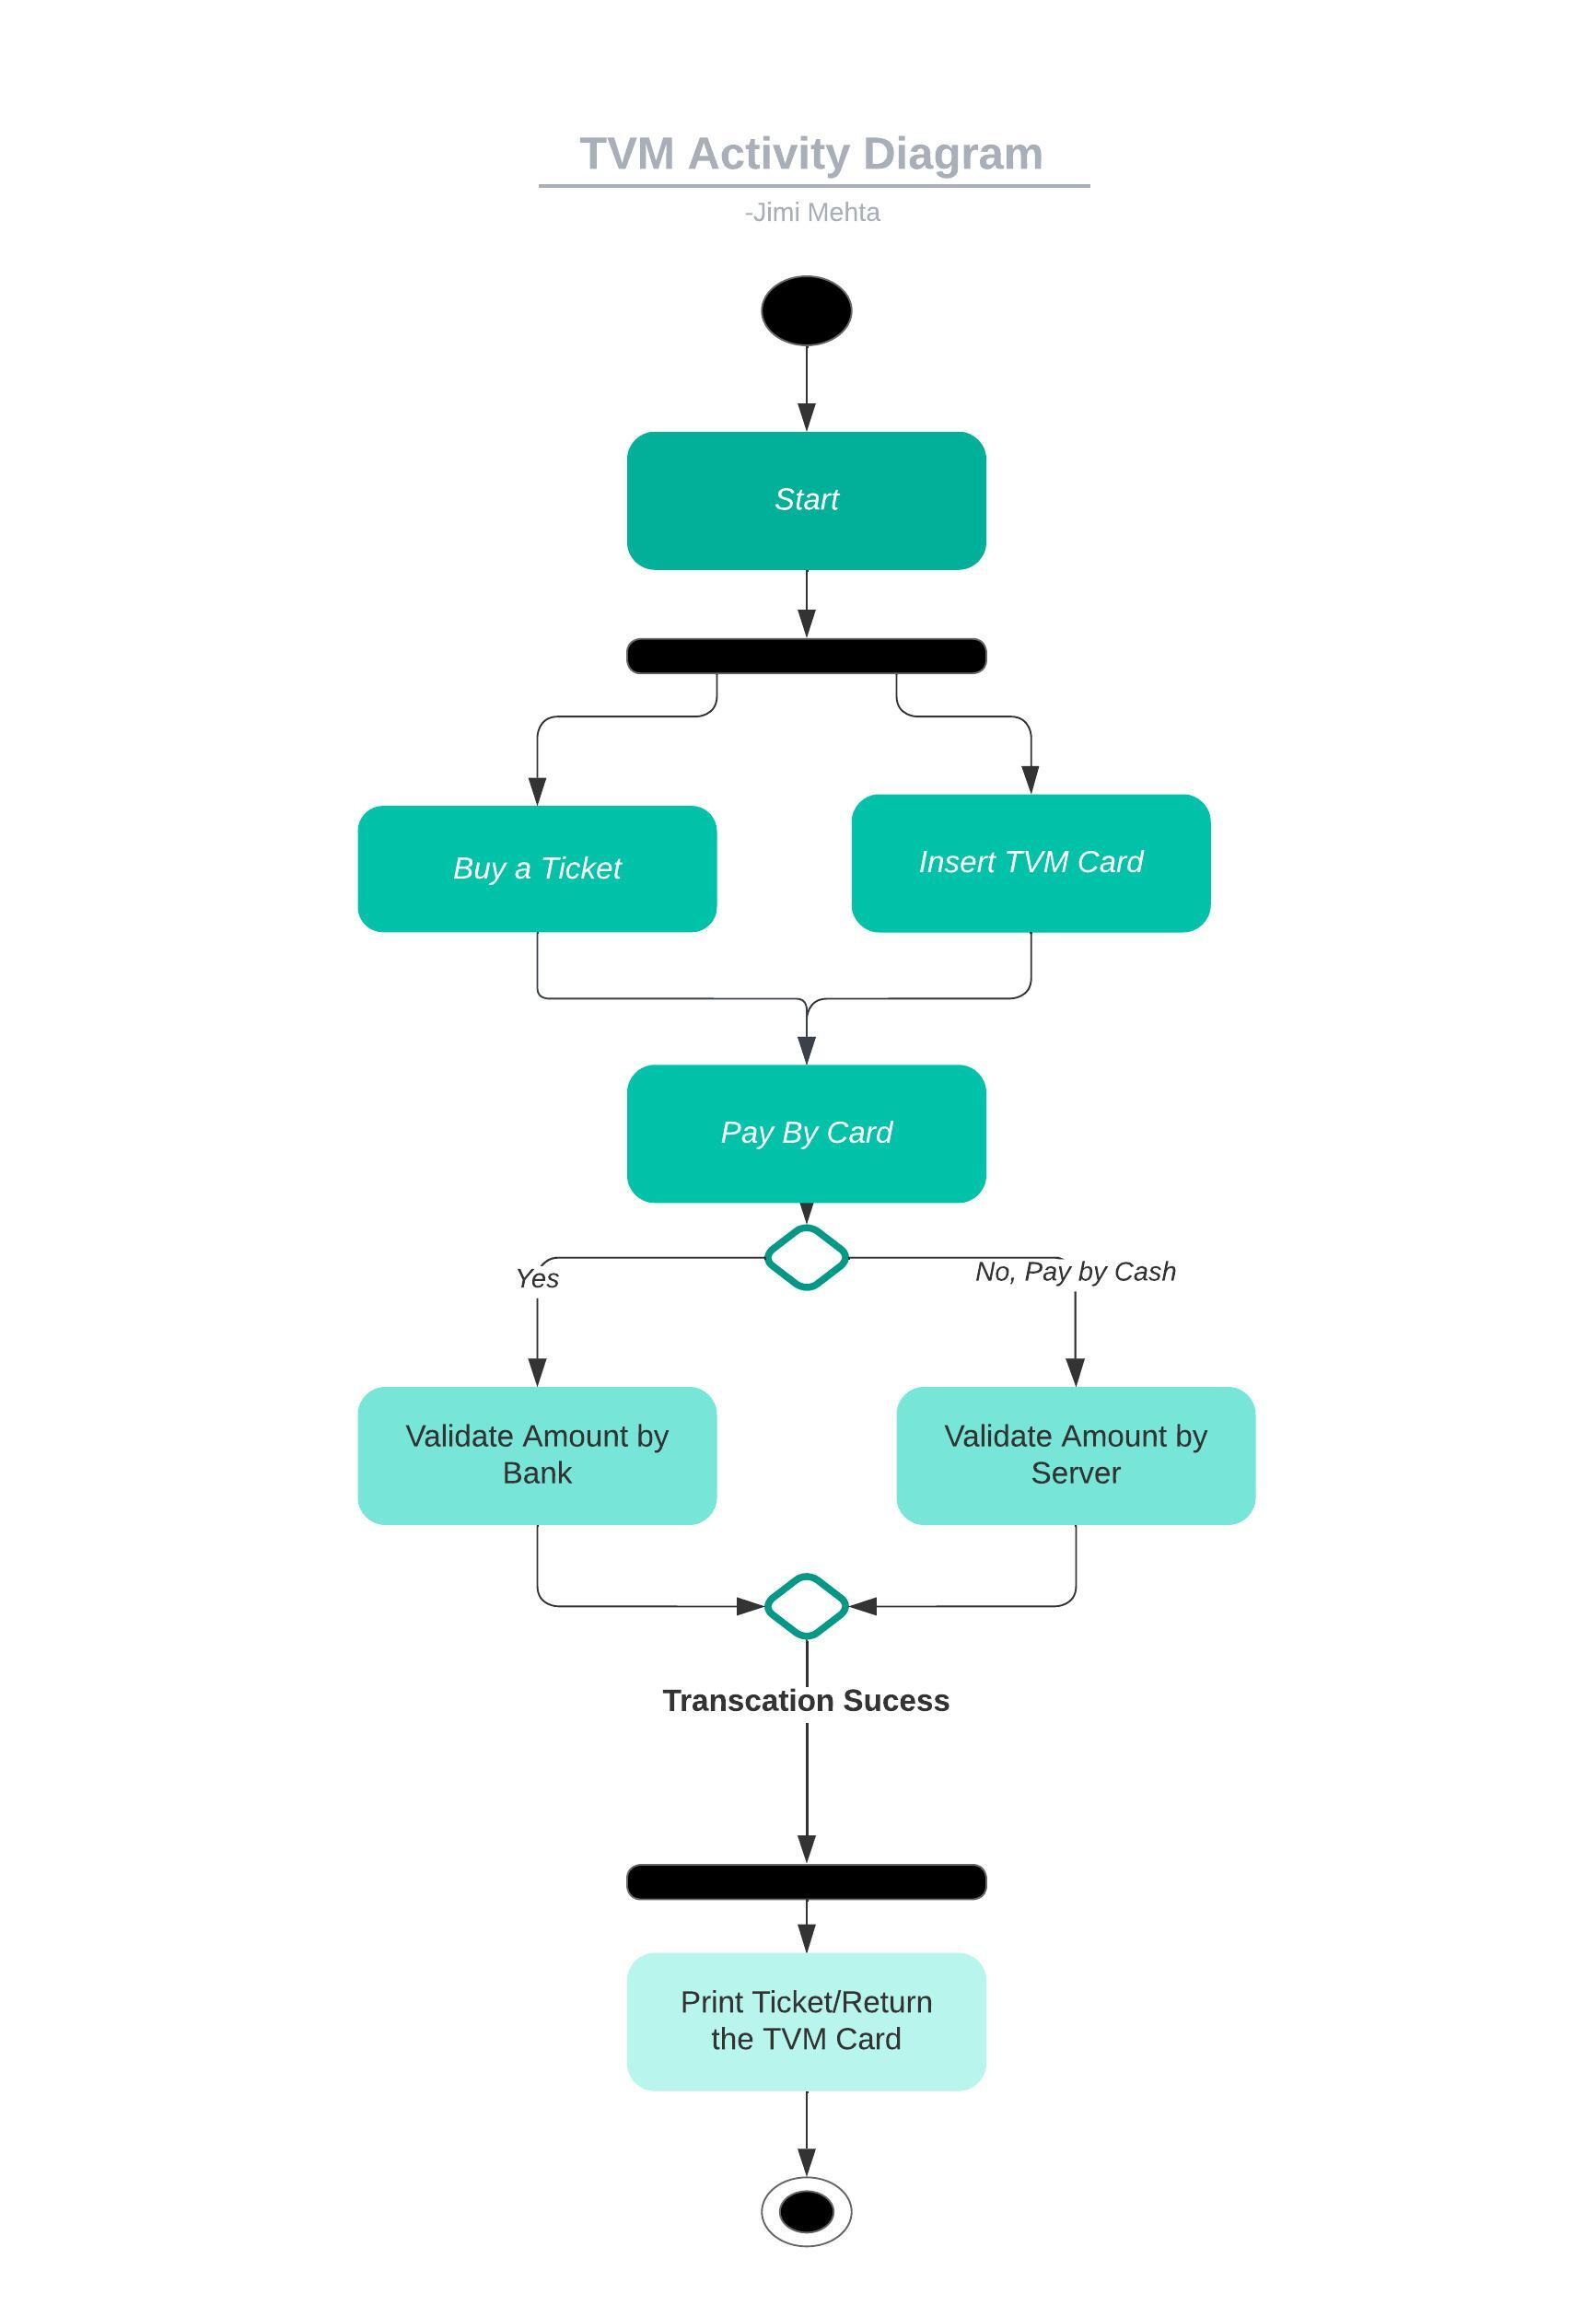 TVM Activity Diagram
-Jimi Mehta
Start
Buy a Ticket
Insert TVM Card
Pay By Card
Yes
No, Pay by Cash
Validate Amount by
Bank
Validate Amount by
Server
Transcation Sucess
Print Ticket/Return
the TVM Card